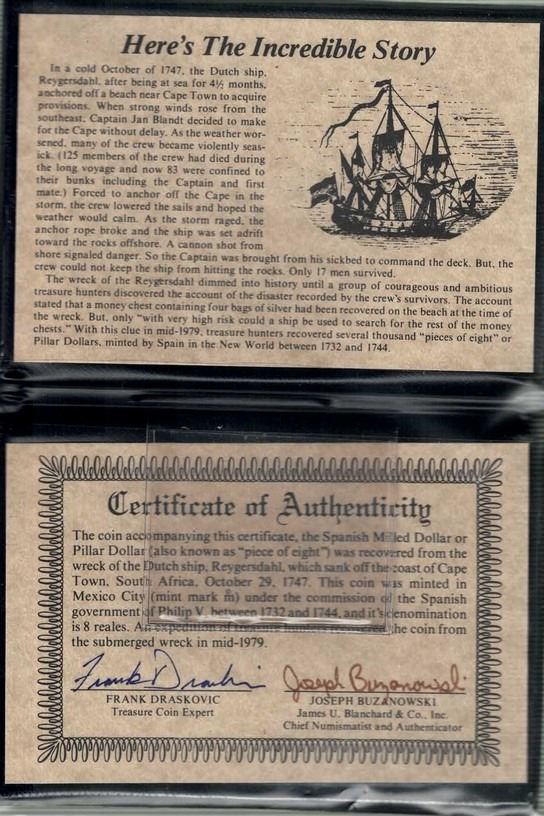 Here's The Incredible Story
In a cold October of 1747, the Dutch ship,
Reygersdahl, after being at sea for 4½ months,
anchored off a beach near Cape Town to acquire
provisions. When strong winds rose from the
southeast, Captain Jan Blandt decided to make
for the Cape without delay. As the weather wor-
sened, many of the crew became violently seas-
ick. (125 members of the crew had died during
the long voyage and now 83 were confined to
their bunks including the Captain and first
mate.) Forced to anchor off the Cape in the
storm, the crew lowered the sails and hoped the
weather would calm. As the storm raged, the
anchor rope broke and the ship was set adrift
toward the rocks offshore. A cannon shot from
shore signaled danger. So the Captain was brought from his sickbed to command the deck. But, the
crew could not keep the ship from hitting the rocks. Only 17 men survived.
The wreck of the Reygersdahl dimmed into history until a group of courageous and ambitious
treasure hunters discovered the account of the disaster recorded by the crew's survivors. The account
stated that a money chest containing four bags of silver had been recovered on the beach at the time of
the wreck. But, only "with very high risk could a ship be used to search for the rest of the money
chests." With this clue in mid-1979, treasure hunters recovered several thousand "pieces of eight" or
Pillar Dollars, minted by Spain in the New World between 1732 and 1744.
Certificate of Authenticity
The coin accompanying this certificate, the Spanish Milled Dollar or
Pillar Dollar (also known as "piece of eight") was recovered from the
wreck of the Dutch ship, Reygersdahl, which sank off the coast of Cape
Town, South Africa, October 29, 1747. This coin was minted in
Mexico City (mint mark m̊) under the commission of the Spanish
government of Philip V, between 1732 and 1744, and it's denomination
is 8 reales. An expedition of treasure hunters recovered the coin from
the submerged wreck in mid-1979.
Frank Draskovic Joseph Buzanowski
FRANK DRASKOVIC JOSEPH BUZANOWSKI
Treasure Coin Expert James U. Blanchard & Co., Inc.
Chief Numismatist and Authenticator